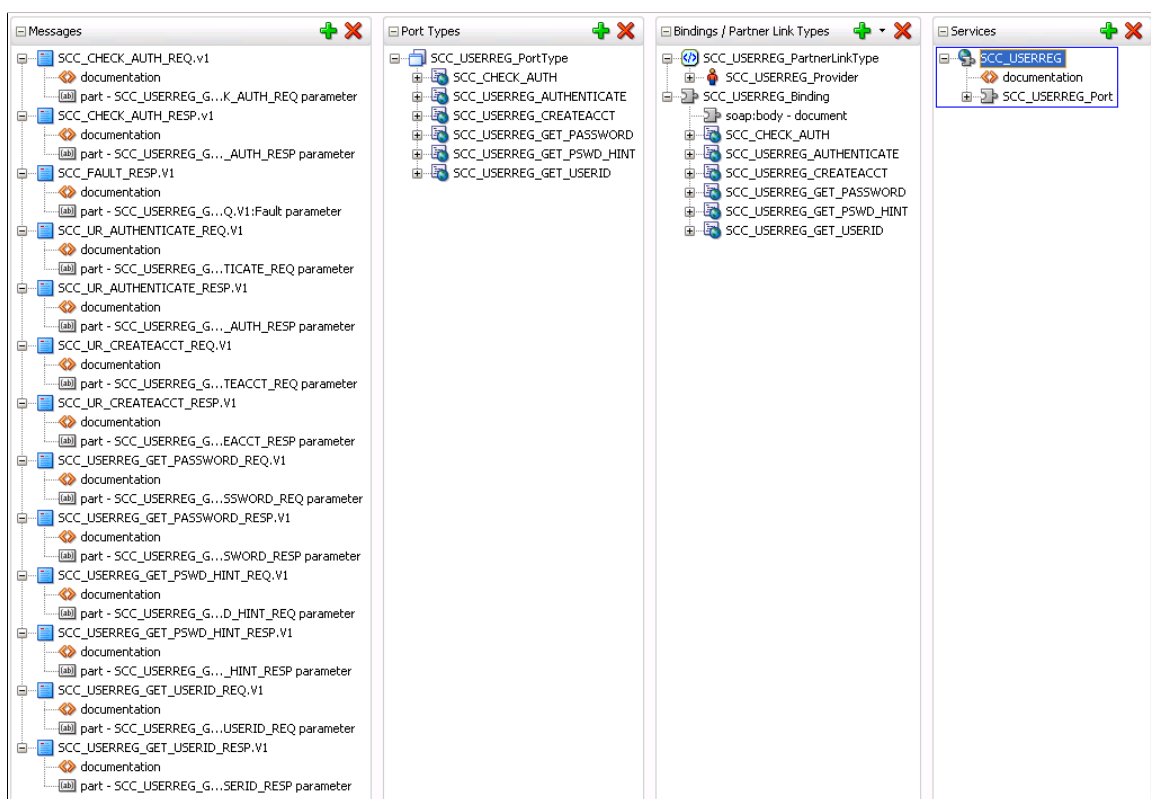 Messages
SCC_CHECK_AUTH_REQ.v1
documentation
part - SCC_USERREG_G...K_AUTH_REQ parameter
SCC_CHECK_AUTH_RESP.v1
documentation
part - SCC_USERREG_G..._AUTH_RESP parameter
SCC_FAULT_RESP.V1
documentation
part - SCC_USERREG_G...Q.V1:Fault parameter
SCC_UR_AUTHENTICATE_REQ.V1
documentation
part - SCC_USERREG_G...TICATE_REQ parameter
SCC_UR_AUTHENTICATE_RESP.V1
documentation
part - SCC_USERREG_G..._AUTH_RESP parameter
SCC_UR_CREATEACCT_REQ.V1
documentation
part - SCC_USERREG_G...TEACCT_REQ parameter
SCC_UR_CREATEACCT_RESP.V1
documentation
part - SCC_USERREG_G...EACCT_RESP parameter
SCC_USERREG_GET_PASSWORD_REQ.V1
documentation
part - SCC_USERREG_G...SSWORD_REQ parameter
SCC_USERREG_GET_PASSWORD_RESP.V1
documentation
part - SCC_USERREG_G...SWORD_RESP parameter
SCC_USERREG_GET_PSWD_HINT_REQ.V1
documentation
part - SCC_USERREG_G...D_HINT_REQ parameter
SCC_USERREG_GET_PSWD_HINT_RESP.V1
documentation
part - SCC_USERREG_G..._HINT_RESP parameter
SCC_USERREG_GET_USERID_REQ.V1
documentation
part - SCC_USERREG_G...USERID_REQ parameter
SCC_USERREG_GET_USERID_RESP.V1
documentation
part - SCC_USERREG_G...SERID_RESP parameter
Port Types
SCC_USERREG_PortType
SCC_CHECK_AUTH
SCC_USERREG_AUTHENTICATE
SCC_USERREG_CREATEACCT
SCC_USERREG_GET_PASSWORD
SCC_USERREG_GET_PSWD_HINT
SCC_USERREG_GET_USERID
Bindings / Partner Link Types
SCC_USERREG_PartnerLinkType
SCC_USERREG_Provider
SCC_USERREG_Binding
soap:body - document
SCC_CHECK_AUTH
SCC_USERREG_AUTHENTICATE
SCC_USERREG_CREATEACCT
SCC_USERREG_GET_PASSWORD
SCC_USERREG_GET_PSWD_HINT
SCC_USERREG_GET_USERID
Services
SCC_USERREG
documentation
SCC_USERREG_Port